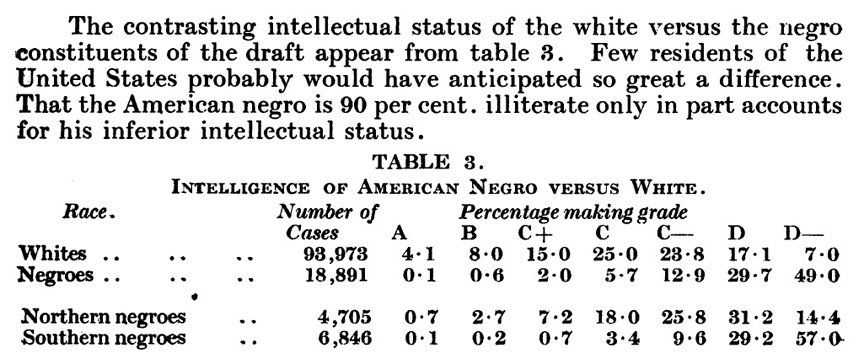 The contrasting intellectual status of the white versus the negro
constituents of the draft appear from table 3. Few residents of the
United States probably would have anticipated so great a difference.
That the American negro is 90 per cent. illiterate only in part accounts
for his inferior intellectual status.
TABLE 3.
INTELLIGENCE OF AMERICAN NEGRO VERSUS WHITE.
Race. Number of Percentage making grade
Cases A B C+ C C— D D—
Whites .. .. .. 93,973 4·1 8·0 15·0 25·0 23·8 17·1 7·0
Negroes .. .. .. 18,891 0·1 0·6 2·0 5·7 12·9 29·7 49·0
Northern negroes .. 4,705 0·7 2·7 7·2 18·0 25·8 31·2 14·4
Southern negroes .. 6,846 0·1 0·2 0·7 3·4 9·6 29·2 57·0